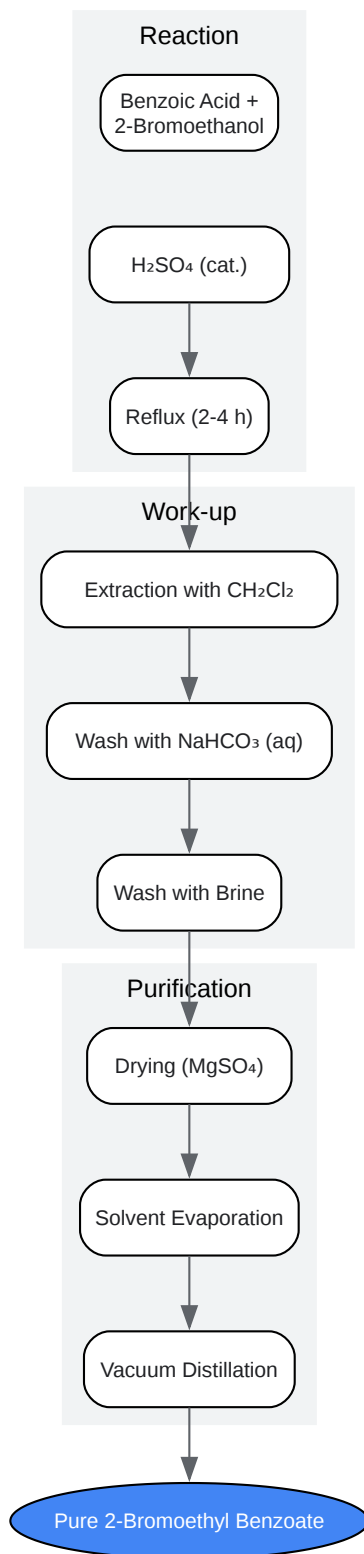 Reaction
Benzoic Acid +
2-Bromoethanol
H₂SO₄ (cat.)
Reflux (2-4 h)
Work-up
Extraction with CH₂Cl₂
Wash with NaHCO₃ (aq)
Wash with Brine
Purification
Drying (MgSO₄)
Solvent Evaporation
Vacuum Distillation
Pure 2-Bromoethyl Benzoate